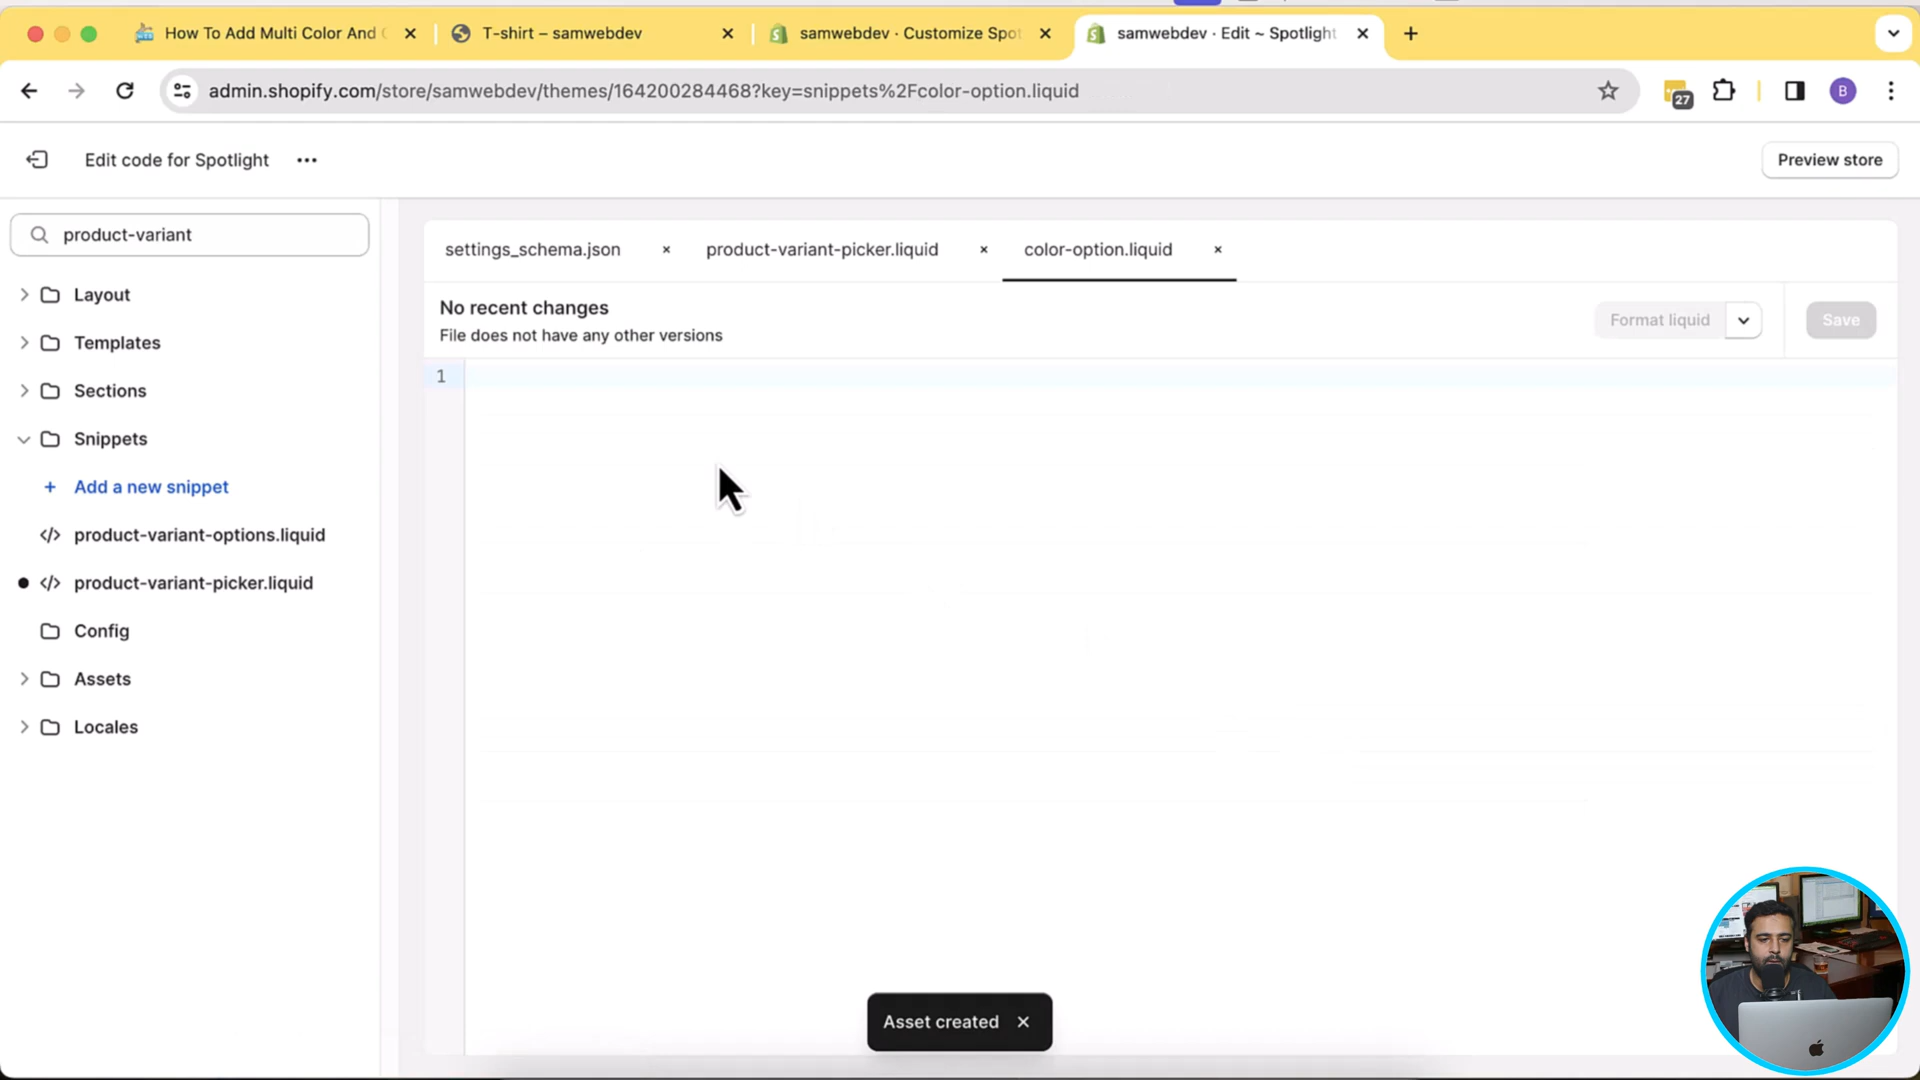 How To Add Multi Color And
T-shirt – samwebdev
samwebdev · Customize Spot
samwebdev · Edit ~ Spotlight
admin.shopify.com/store/samwebdev/themes/164200284468?key=snippets%2Fcolor-option.liquid
27
B
Edit code for Spotlight
Preview store
product-variant
settings_schema.json
product-variant-picker.liquid
color-option.liquid
No recent changes
File does not have any other versions
Format liquid
Save
1
Layout
Templates
Sections
Snippets
+ Add a new snippet
</> product-variant-options.liquid
</> product-variant-picker.liquid
Config
Assets
Locales
Asset created